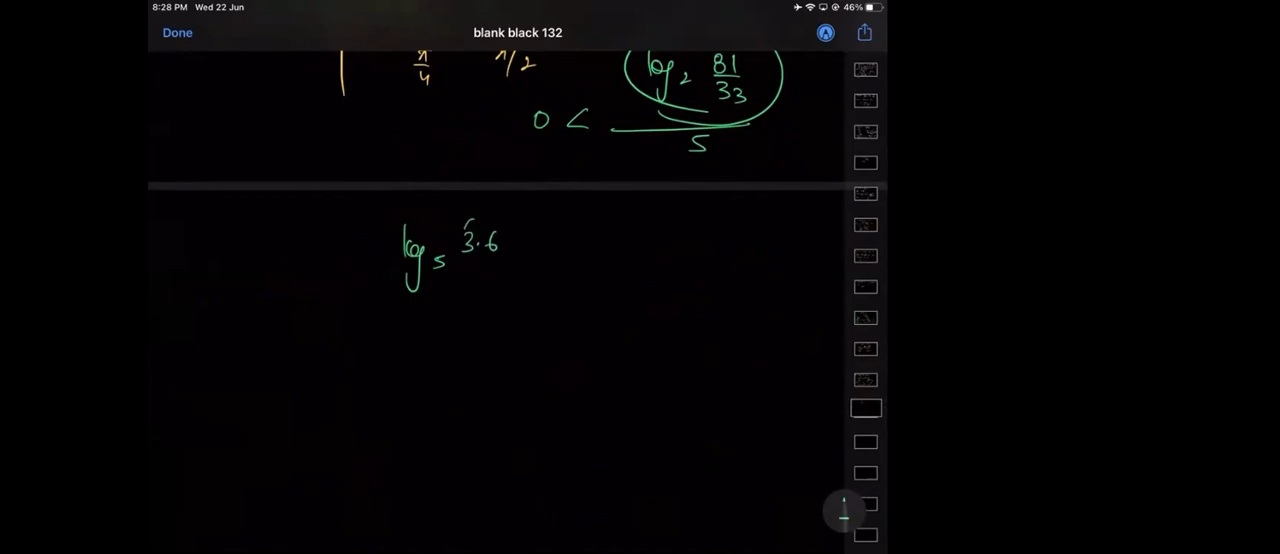 8:28 PM Wed 22 Jun 46%
Done blank black 132
π/4 π/2 log₂ 81/33
0 < 5
log₅ 3.6